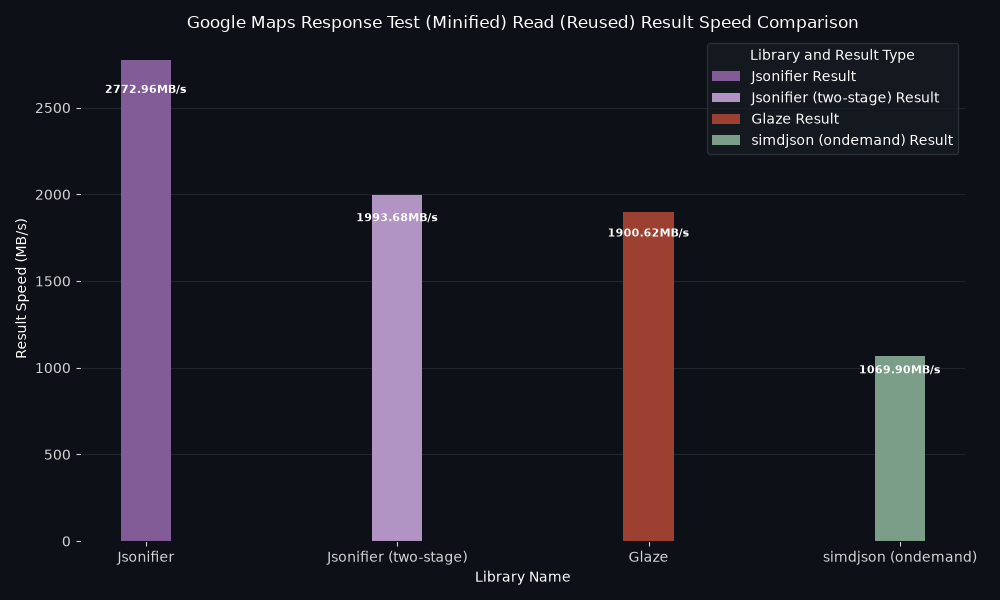 Google Maps Response Test (Minified) Read (Reused) Result Speed Comparison
Library and Result Type
Jsonifier Result
Jsonifier (two-stage) Result
Glaze Result
simdjson (ondemand) Result
2772.96MB/s
1993.68MB/s
1900.62MB/s
1069.90MB/s
Result Speed (MB/s)
2500
2000
1500
1000
500
0
Jsonifier
Jsonifier (two-stage)
Glaze
simdjson (ondemand)
Library Name